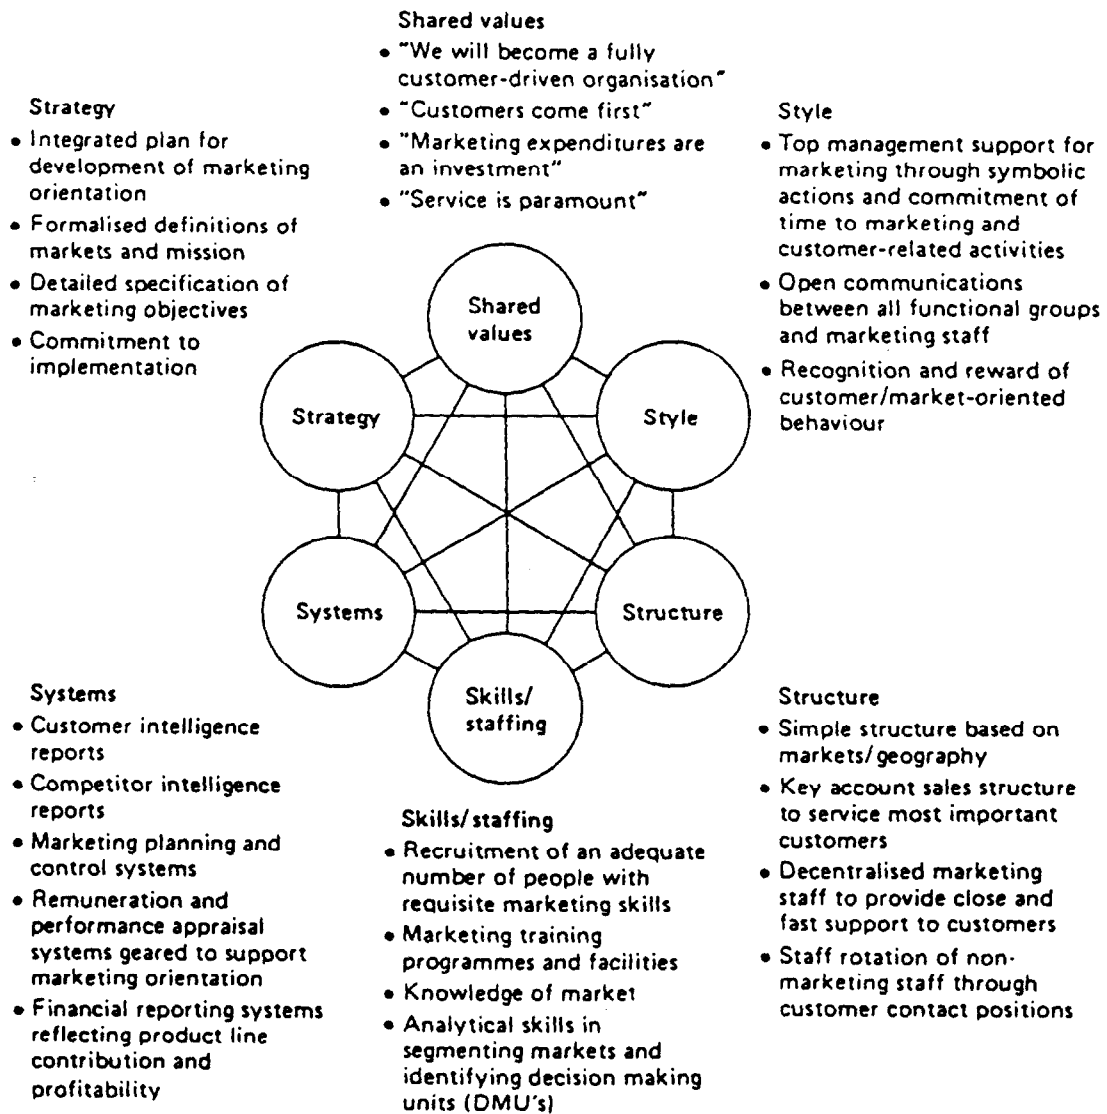 Shared values
• "We will become a fully
customer-driven organisation"
• "Customers come first"
• "Marketing expenditures are
an investment"
• "Service is paramount"
Strategy
• Integrated plan for
development of marketing
orientation
• Formalised definitions of
markets and mission
• Detailed specification of
marketing objectives
• Commitment to
implementation
Style
• Top management support for
marketing through symbolic
actions and commitment of
time to marketing and
customer-related activities
• Open communications
between all functional groups
and marketing staff
• Recognition and reward of
customer/market-oriented
behaviour
Shared
values
Strategy
Style
Systems
Structure
Skills/
staffing
Systems
• Customer intelligence
reports
• Competitor intelligence
reports
• Marketing planning and
control systems
• Remuneration and
performance appraisal
systems geared to support
marketing orientation
• Financial reporting systems
reflecting product line
contribution and
profitability
Skills/staffing
• Recruitment of an adequate
number of people with
requisite marketing skills
• Marketing training
programmes and facilities
• Knowledge of market
• Analytical skills in
segmenting markets and
identifying decision making
units (DMU's)
Structure
• Simple structure based on
markets/geography
• Key account sales structure
to service most important
customers
• Decentralised marketing
staff to provide close and
fast support to customers
• Staff rotation of non-
marketing staff through
customer contact positions